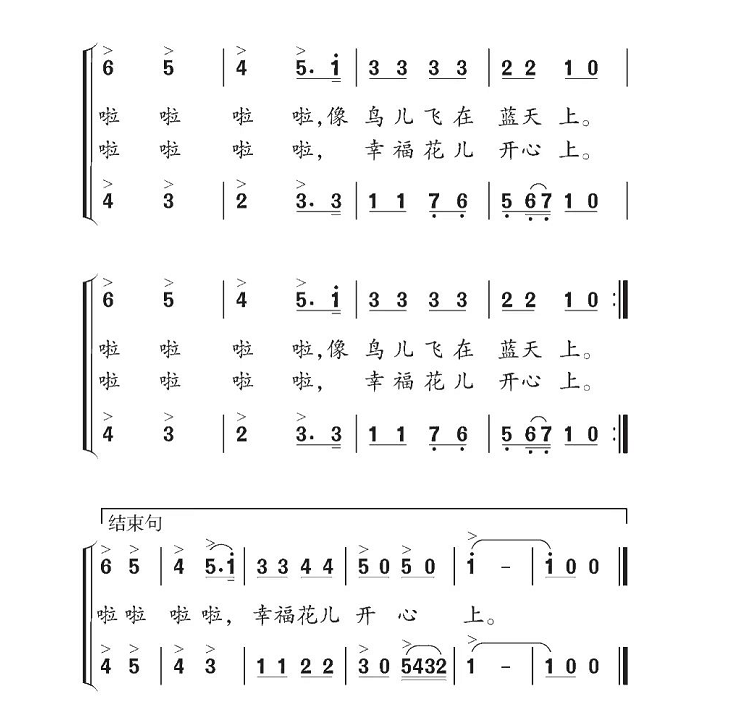 6 5 | 4 5. 1 | 3 3 3 3 | 2 2 1 0 |
啦 啦 啦 啦,像 鸟 儿 飞 在 蓝天 上。
啦 啦 啦 啦, 幸 福 花 儿 开心 上。
4 3 | 2 3. 3 | 1 1 7 6 | 5 67 1 0 |
6 5 | 4 5. 1 | 3 3 3 3 | 2 2 1 0 :|
啦 啦 啦 啦,像 鸟 儿 飞 在 蓝天 上。
啦 啦 啦 啦, 幸 福 花 儿 开心 上。
4 3 | 2 3. 3 | 1 1 7 6 | 5 67 1 0 :|
结束句
6 5 | 4 5.1 | 3 3 4 4 | 5 0 5 0 | 1 - | 1 0 0 |
啦 啦 啦 啦, 幸福花儿 开 心 上。
4 5 | 4 3 | 1 1 2 2 | 3 0 5432 | 1 - | 1 0 0 |